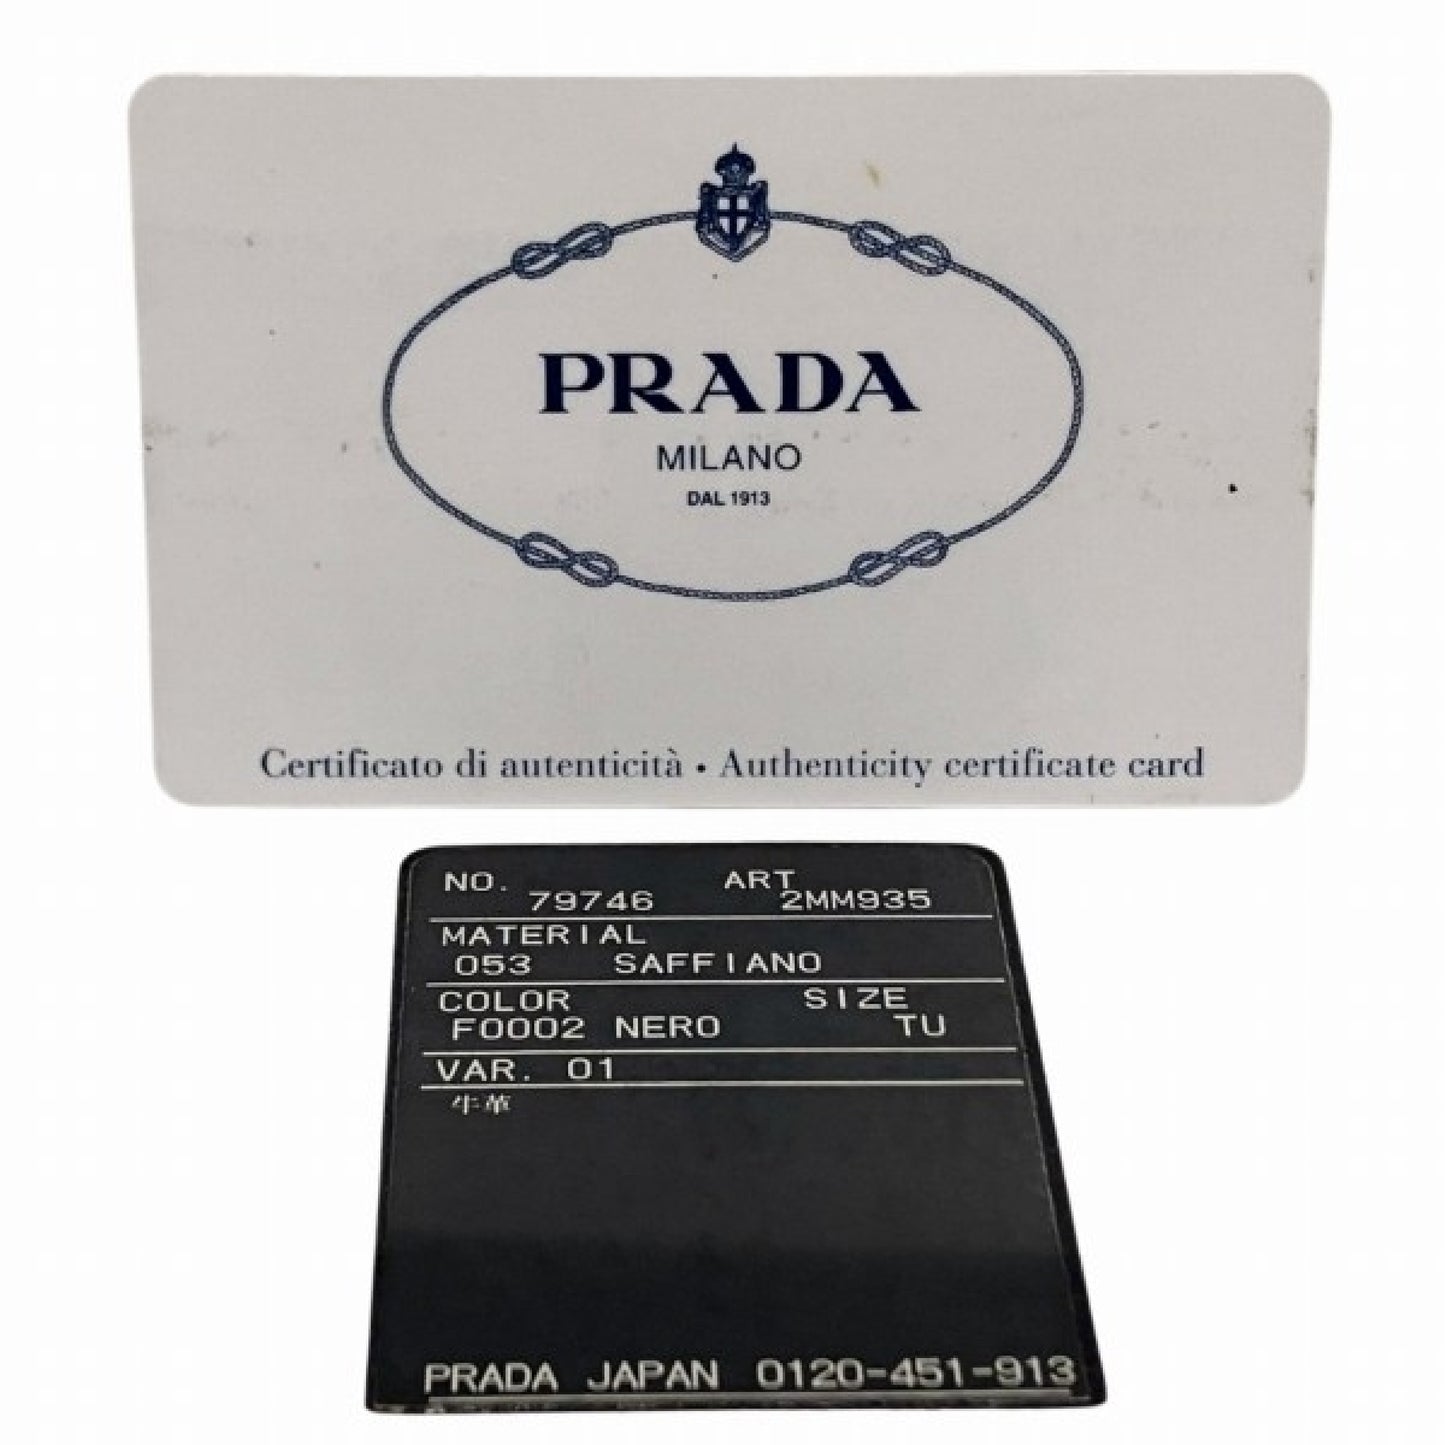 PRADA
MILANO
DAL 1913
Certificato di autenticità • Authenticity certificate card
NO. ART
79746 2MM935
MATERIAL
053 SAFFIANO
COLOR SIZE
F0002 NERO TU
VAR. 01
牛革
PRADA JAPAN 0120-451-913